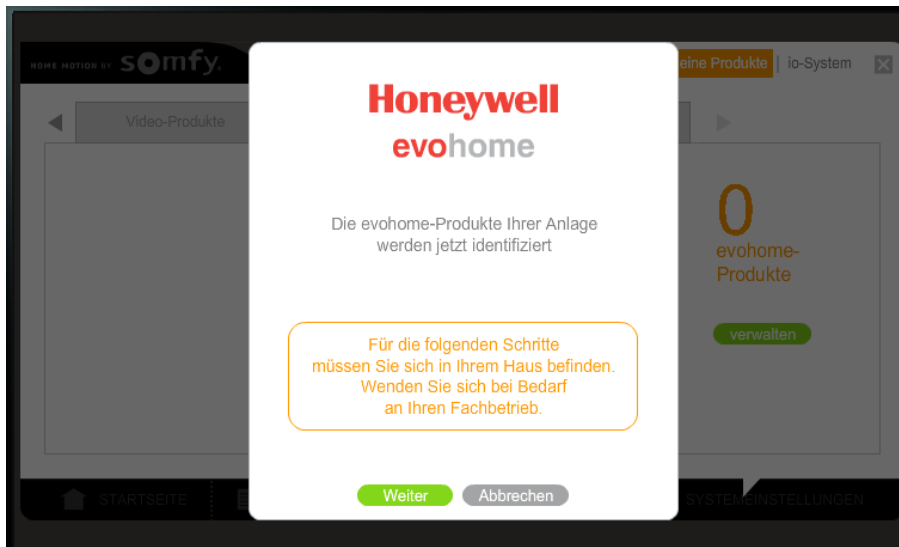 HOME MOTION BY somfy.
eine Produkte | io-System
Video-Produkte
Honeywell
evohome
Die evohome-Produkte Ihrer Anlage
werden jetzt identifiziert
Für die folgenden Schritte
müssen Sie sich in Ihrem Haus befinden.
Wenden Sie sich bei Bedarf
an Ihren Fachbetrieb.
Weiter
Abbrechen
0
evohome-
Produkte
verwalten
STARTSEITE
SYSTEMEINSTELLUNGEN